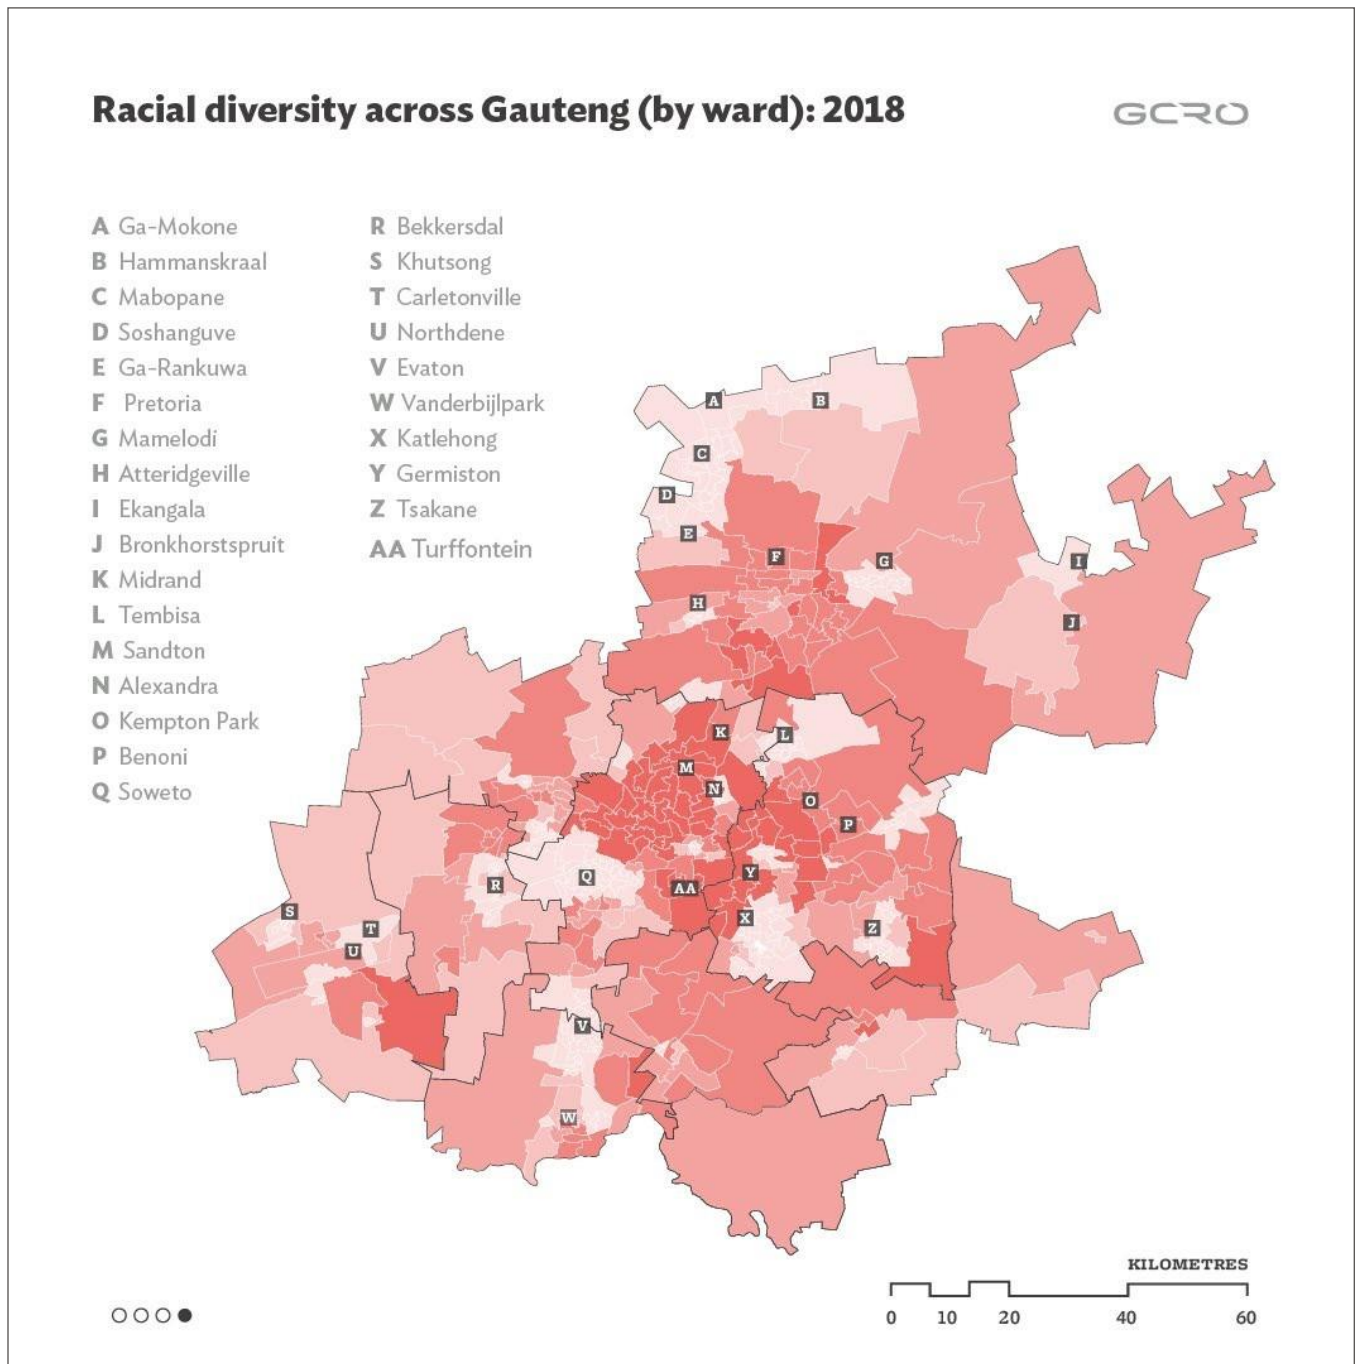 Racial diversity across Gauteng (by ward): 2018
GCRO
A Ga-Mokone
B Hammanskraal
C Mabopane
D Soshanguve
E Ga-Rankuwa
F Pretoria
G Mamelodi
H Atteridgeville
I Ekangala
J Bronkhorstspruit
K Midrand
L Tembisa
M Sandton
N Alexandra
O Kempton Park
P Benoni
Q Soweto
R Bekkersdal
S Khutsong
T Carletonville
U Northdene
V Evaton
W Vanderbijlpark
X Katlehong
Y Germiston
Z Tsakane
AA Turffontein
A
B
C
D
E
F
G
I
H
J
K
L
M
N
O
P
Y
Q
R
AA
S
X
T
Z
U
V
W
KILOMETRES
0 10 20 40 60